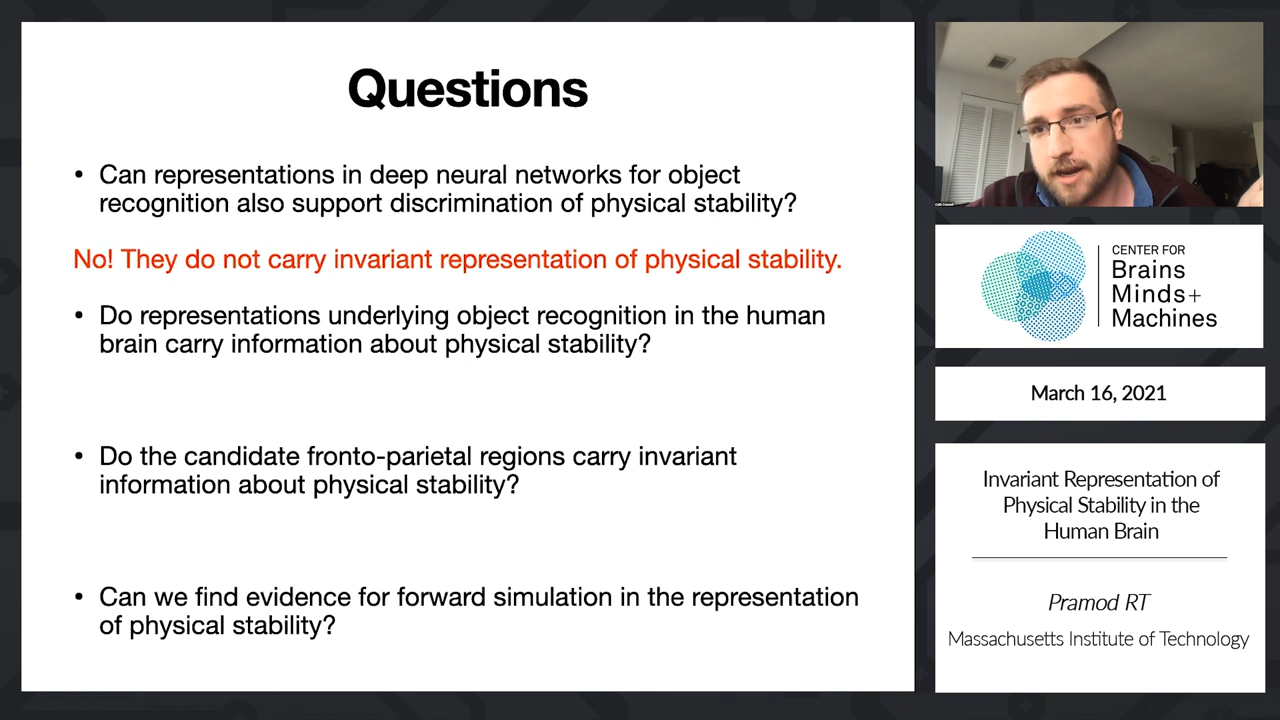 Questions
• Can representations in deep neural networks for object
recognition also support discrimination of physical stability?
No! They do not carry invariant representation of physical stability.
• Do representations underlying object recognition in the human
brain carry information about physical stability?
• Do the candidate fronto-parietal regions carry invariant
information about physical stability?
• Can we find evidence for forward simulation in the representation
of physical stability?
CENTER FOR
Brains
Minds+
Machines
March 16, 2021
Invariant Representation of
Physical Stability in the
Human Brain
Pramod RT
Massachusetts Institute of Technology